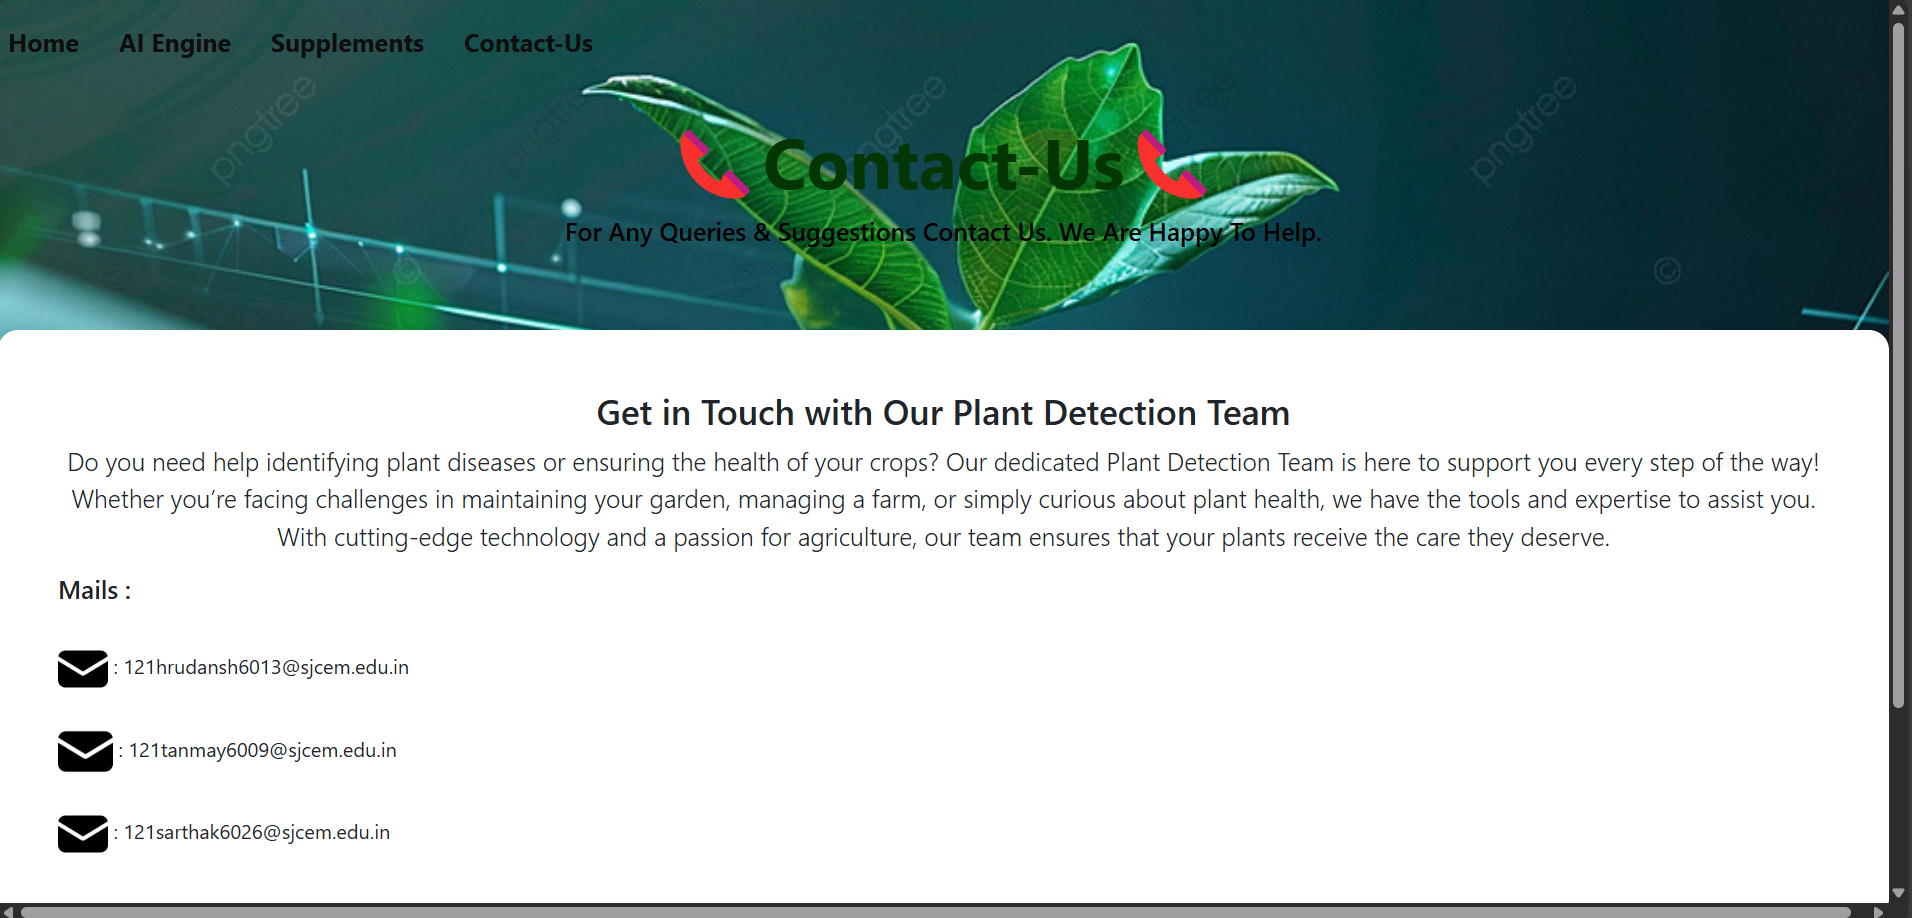 Home AI Engine Supplements Contact-Us
pngtree pngtree pngtree pngtree
Contact-Us
For Any Queries & Suggestions Contact Us. We Are Happy To Help.
Get in Touch with Our Plant Detection Team
Do you need help identifying plant diseases or ensuring the health of your crops? Our dedicated Plant Detection Team is here to support you every step of the way!
Whether you’re facing challenges in maintaining your garden, managing a farm, or simply curious about plant health, we have the tools and expertise to assist you.
With cutting-edge technology and a passion for agriculture, our team ensures that your plants receive the care they deserve.
Mails :
: 121hrudansh6013@sjcem.edu.in
: 121tanmay6009@sjcem.edu.in
: 121sarthak6026@sjcem.edu.in